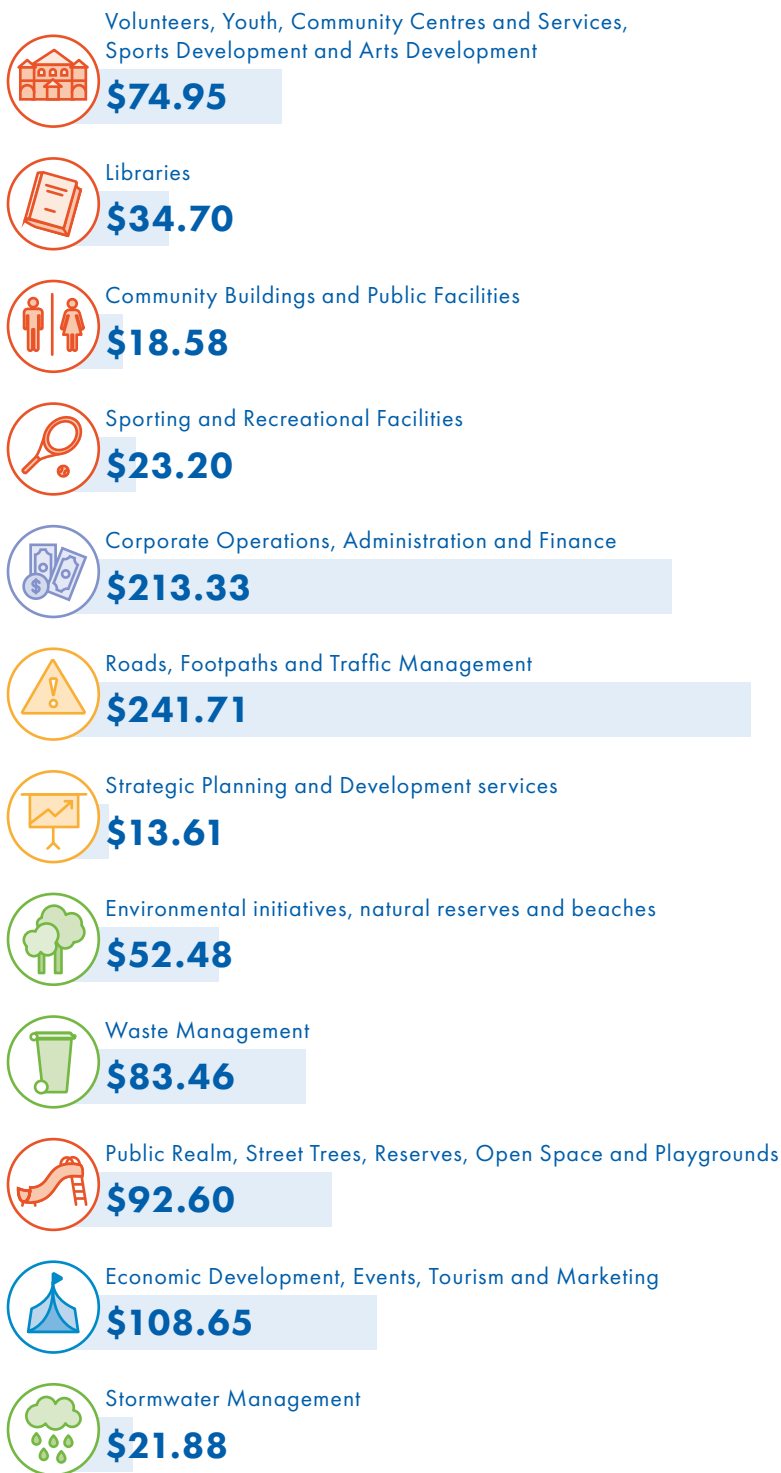 Volunteers, Youth, Community Centres and Services,
Sports Development and Arts Development
$74.95
Libraries
$34.70
Community Buildings and Public Facilities
$18.58
Sporting and Recreational Facilities
$23.20
$
Corporate Operations, Administration and Finance
$213.33
!
Roads, Footpaths and Traffic Management
$241.71
Strategic Planning and Development services
$13.61
Environmental initiatives, natural reserves and beaches
$52.48
Waste Management
$83.46
Public Realm, Street Trees, Reserves, Open Space and Playgrounds
$92.60
Economic Development, Events, Tourism and Marketing
$108.65
Stormwater Management
$21.88